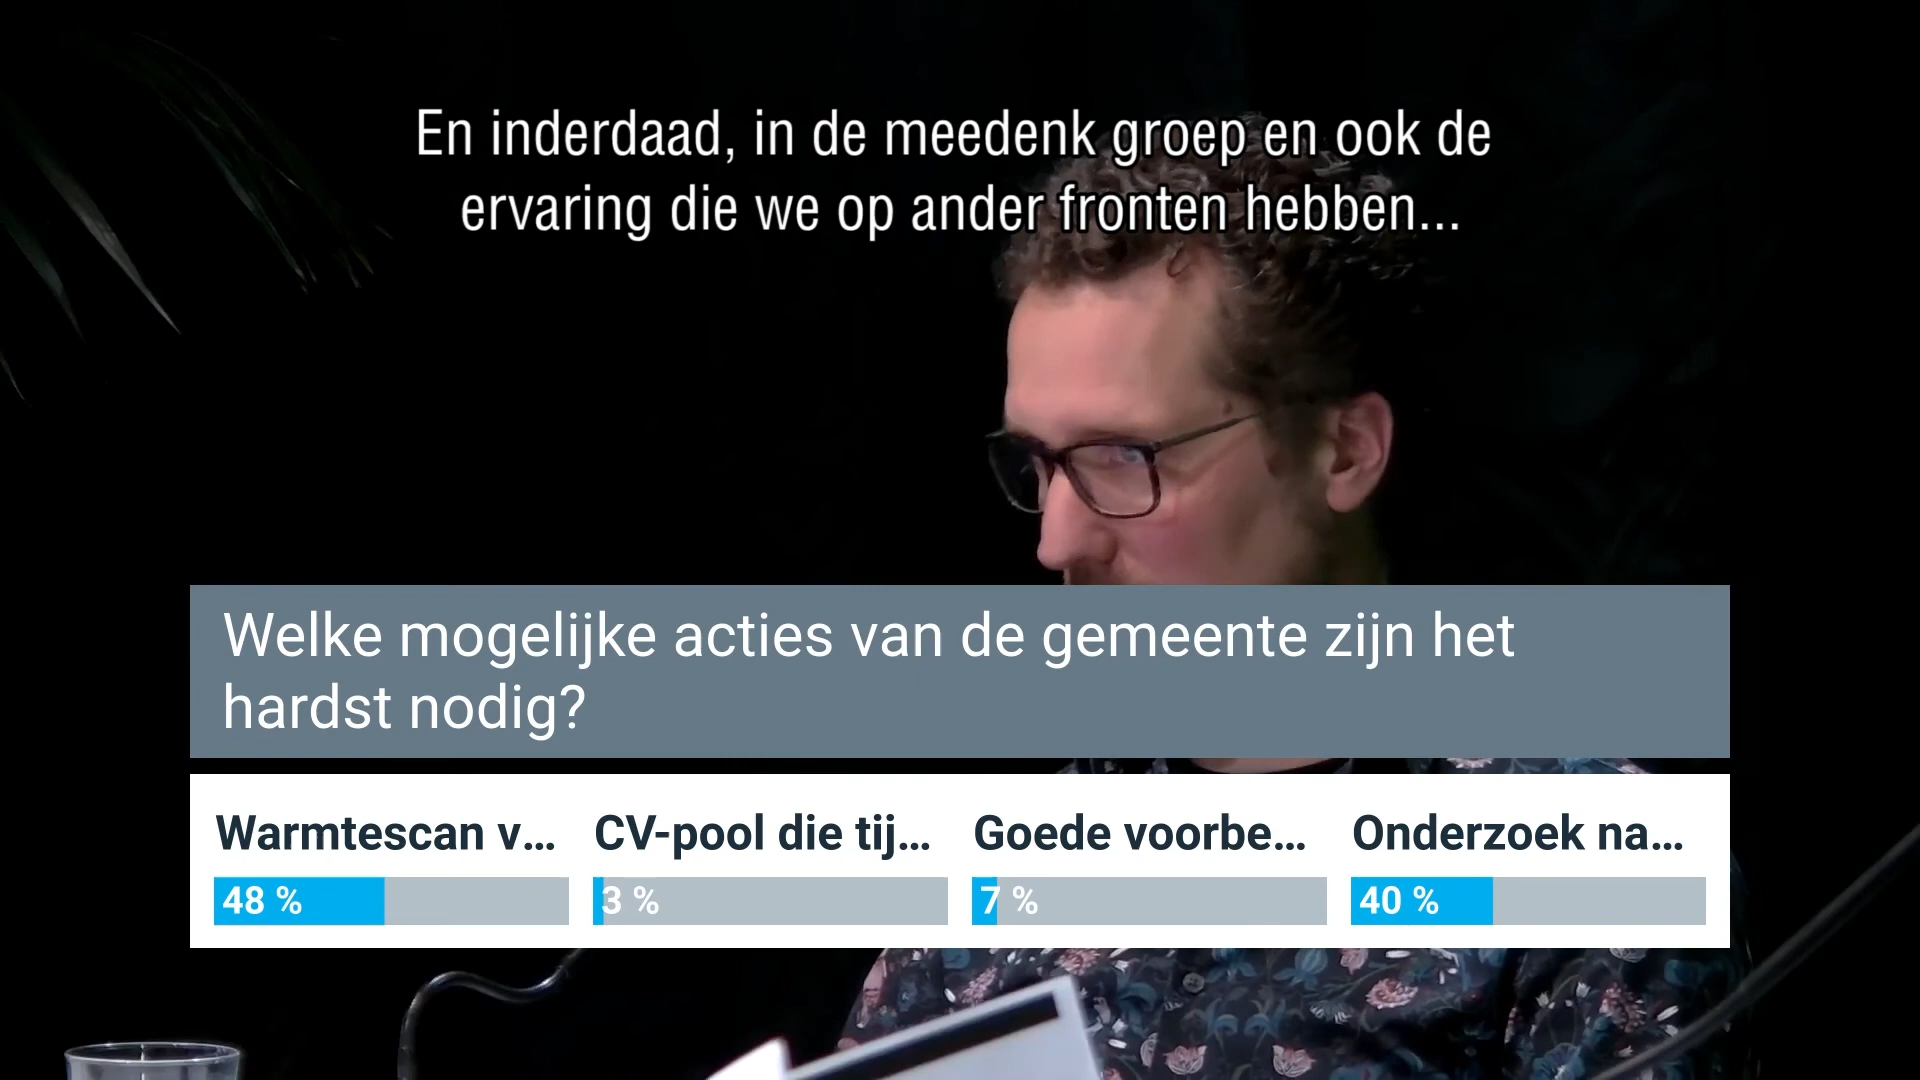 En inderdaad, in de meedenk groep en ook de
ervaring die we op ander fronten hebben...
Welke mogelijke acties van de gemeente zijn het
hardst nodig?
Warmtescan v... CV-pool die tij... Goede voorbe... Onderzoek na...
48 % 3 % 7 % 40 %